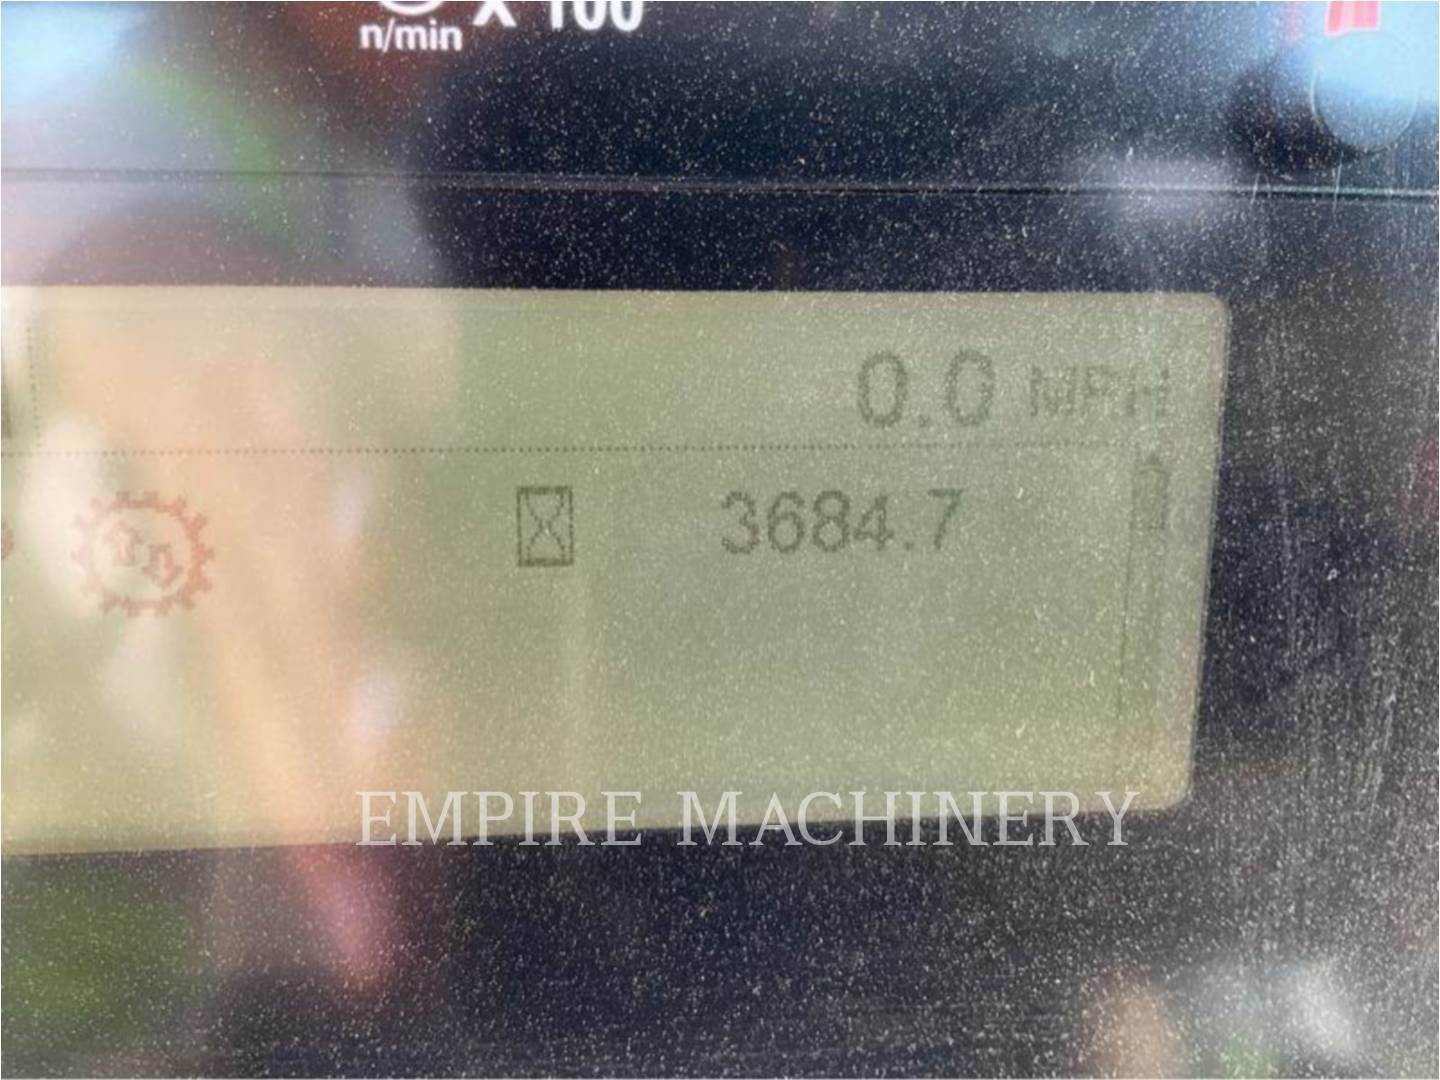 n/min X 100
0.0 MPH
3684.7
EMPIRE MACHINERY